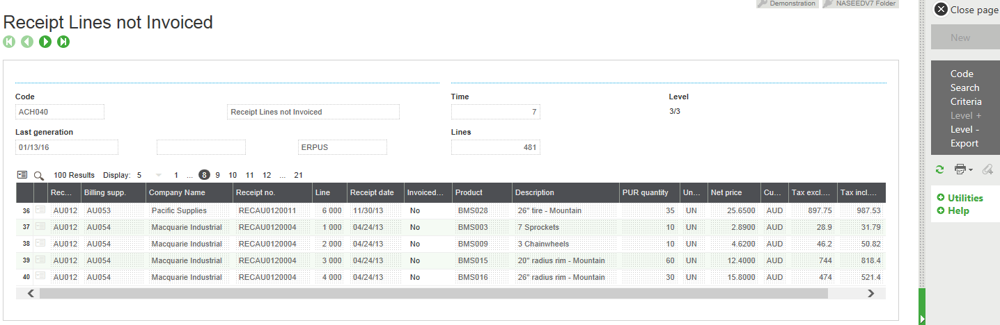 Demonstration NASEEDV7 Folder
Close page
Receipt Lines not Invoiced
New
Code
Search
Criteria
Level +
Level -
Export
Utilities
Help
Code Time Level
ACH040 Receipt Lines not Invoiced 7 3/3
Last generation Lines
01/13/16 ERPUS 481
100 Results Display: 5 1 ... 8 9 10 11 12 ... 21
Rec... Billing supp. Company Name Receipt no. Line Receipt date Invoiced... Product Description PUR quantity Un... Net price Cu... Tax excl.... Tax incl....
36 AU012 AU053 Pacific Supplies RECAU0120011 6 000 11/30/13 No BMS028 26" tire - Mountain 35 UN 25.6500 AUD 897.75 987.53
37 AU012 AU054 Macquarie Industrial RECAU0120004 1 000 04/24/13 No BMS003 7 Sprockets 10 UN 2.8900 AUD 28.9 31.79
38 AU012 AU054 Macquarie Industrial RECAU0120004 2 000 04/24/13 No BMS009 3 Chainwheels 10 UN 4.6200 AUD 46.2 50.82
39 AU012 AU054 Macquarie Industrial RECAU0120004 3 000 04/24/13 No BMS015 20" radius rim - Mountain 60 UN 12.4000 AUD 744 818.4
40 AU012 AU054 Macquarie Industrial RECAU0120004 4 000 04/24/13 No BMS016 26" radius rim - Mountain 30 UN 15.8000 AUD 474 521.4